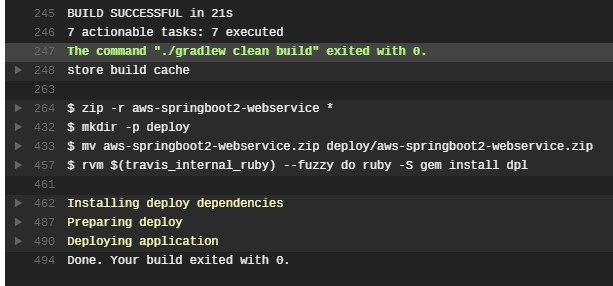 245 BUILD SUCCESSFUL in 21s
246 7 actionable tasks: 7 executed
247 The command "./gradlew clean build" exited with 0.
248 store build cache
263
264 $ zip -r aws-springboot2-webservice *
432 $ mkdir -p deploy
433 $ mv aws-springboot2-webservice.zip deploy/aws-springboot2-webservice.zip
457 $ rvm $(travis_internal_ruby) --fuzzy do ruby -S gem install dpl
461
462 Installing deploy dependencies
487 Preparing deploy
490 Deploying application
494 Done. Your build exited with 0.